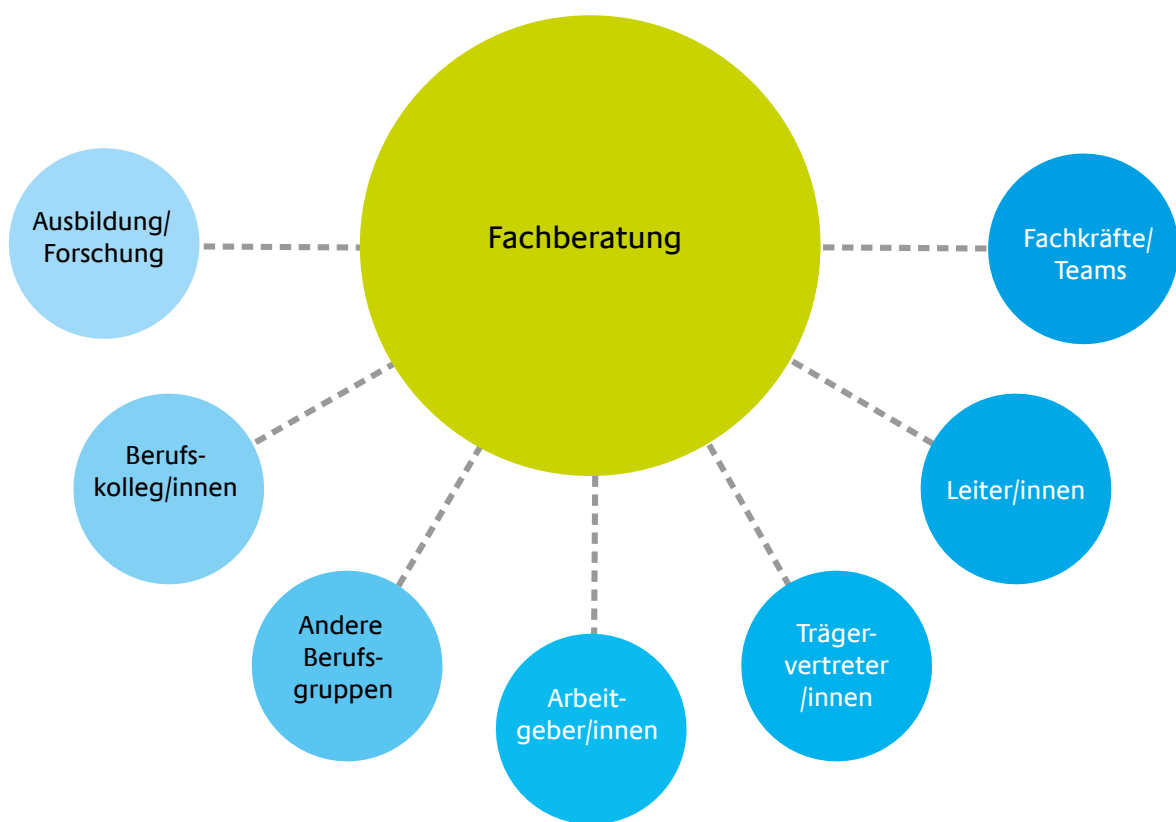 Fachberatung
Ausbildung/
Forschung
Fachkräfte/
Teams
Berufs-
kolleg/innen
Leiter/innen
Andere
Berufs-
gruppen
Träger-
vertreter
/innen
Arbeit-
geber/innen